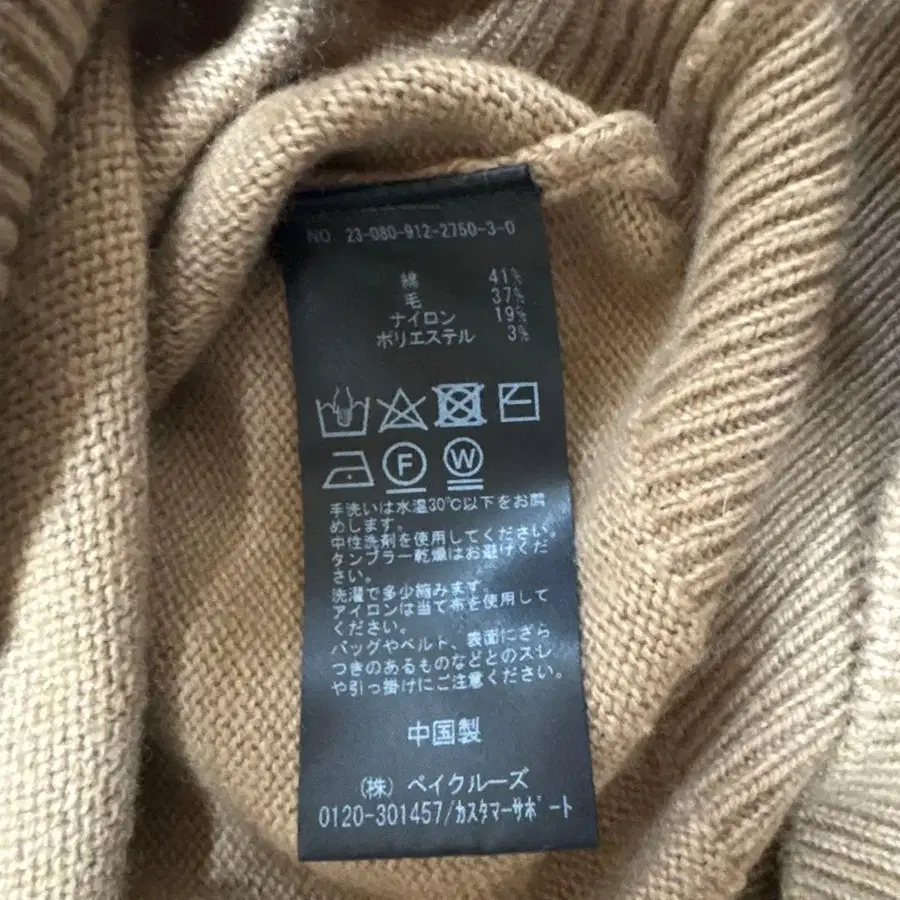 NO 23-080-912-2750-3-0
綿 41%
毛 37%
ナイロン 19%
ポリエステル 3%
F W
手洗いは水温30℃以下をお薦
めします。
中性洗剤を使用してください。
タンブラー乾燥はお避けくだ
さい。
洗濯で多少縮みます。
アイロンは当て布を使用して
ください。
バッグやベルト、表面にざら
つきのあるものなどとのスレ
や引っ掛けにご注意ください。
中国製
(株) ベイクルーズ
0120-301457/カスタマーサポート